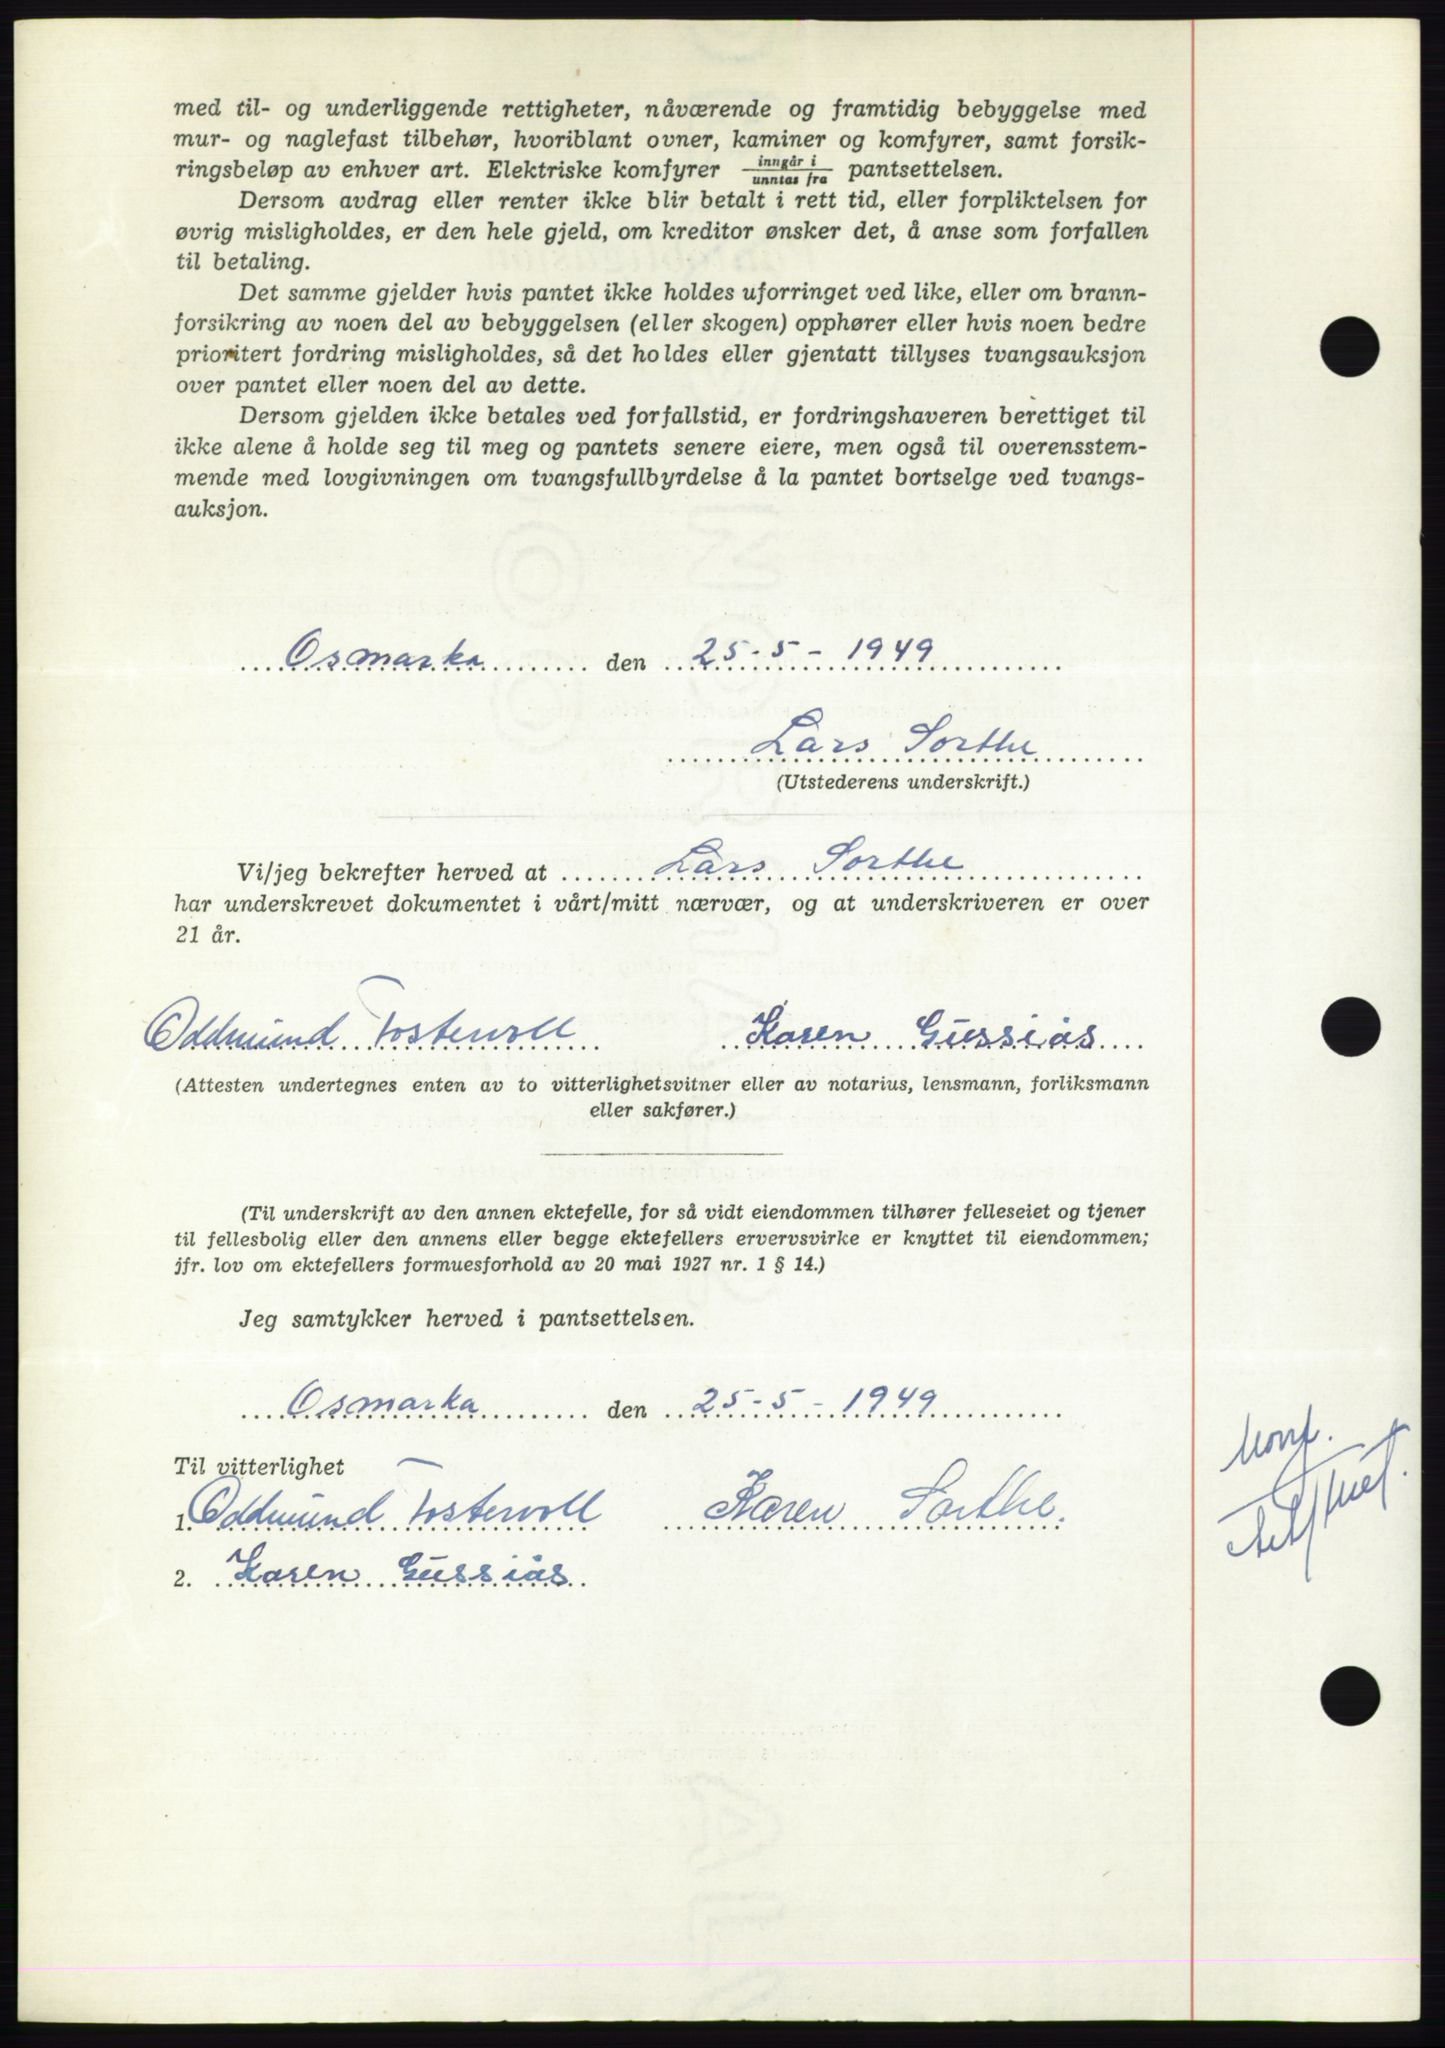 med til- og underliggende rettigheter, nåværende og framtidig bebyggelse med
mur- og naglefast tilbehør, hvoriblant ovner, kaminer og komfyrer, samt forsik-
ringsbeløp av enhver art. Elektriske komfyrer inngår i / unntas fra pantsettelsen.
Dersom avdrag eller renter ikke blir betalt i rett tid, eller forpliktelsen for
øvrig misligholdes, er den hele gjeld, om kreditor ønsker det, å anse som forfallen
til betaling.
Det samme gjelder hvis pantet ikke holdes uforringet ved like, eller om brann-
forsikring av noen del av bebyggelsen (eller skogen) opphører eller hvis noen bedre
prioritert fordring misligholdes, så det holdes eller gjentatt tillyses tvangsauksjon
over pantet eller noen del av dette.
Dersom gjelden ikke betales ved forfallstid, er fordringshaveren berettiget til
ikke alene å holde seg til meg og pantets senere eiere, men også til overensstem-
mende med lovgivningen om tvangsfullbyrdelse å la pantet bortselge ved tvangs-
auksjon.
Osmarka den 25-5-1949
Lars Sorthe
(Utstederens underskrift.)
Vi/jeg bekrefter herved at Lars Sorthe
har underskrevet dokumentet i vårt/mitt nærvær, og at underskriveren er over
21 år.
Oddmund Tostervoll Karen Gussiås
(Attesten undertegnes enten av to vitterlighetsvitner eller av notarius, lensmann, forliksmann
eller sakfører.)
(Til underskrift av den annen ektefelle, for så vidt eiendommen tilhører felleseiet og tjener
til fellesbolig eller den annens eller begge ektefellers ervervsvirke er knyttet til eiendommen;
jfr. lov om ektefellers formuesforhold av 20 mai 1927 nr. 1 § 14.)
Jeg samtykker herved i pantsettelsen.
Osmarka den 25-5-1949
Til vitterlighet
1. Oddmund Tostervoll Karen Sorthe.
2. Karen Gussiås